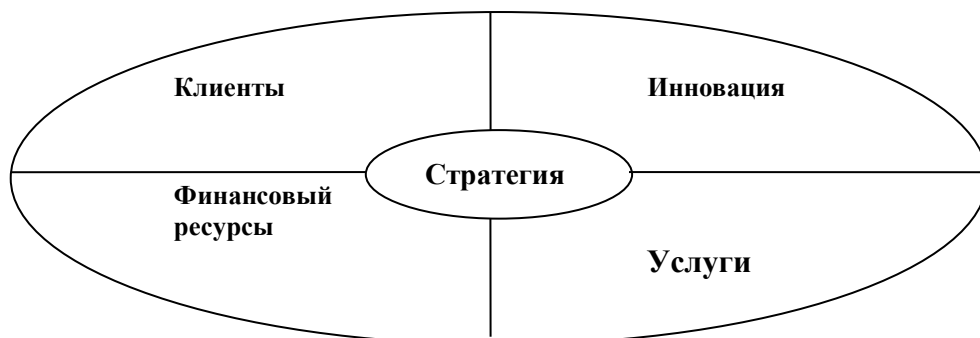 Клиенты
Инновация
Стратегия
Финансовый
ресурсы
Услуги